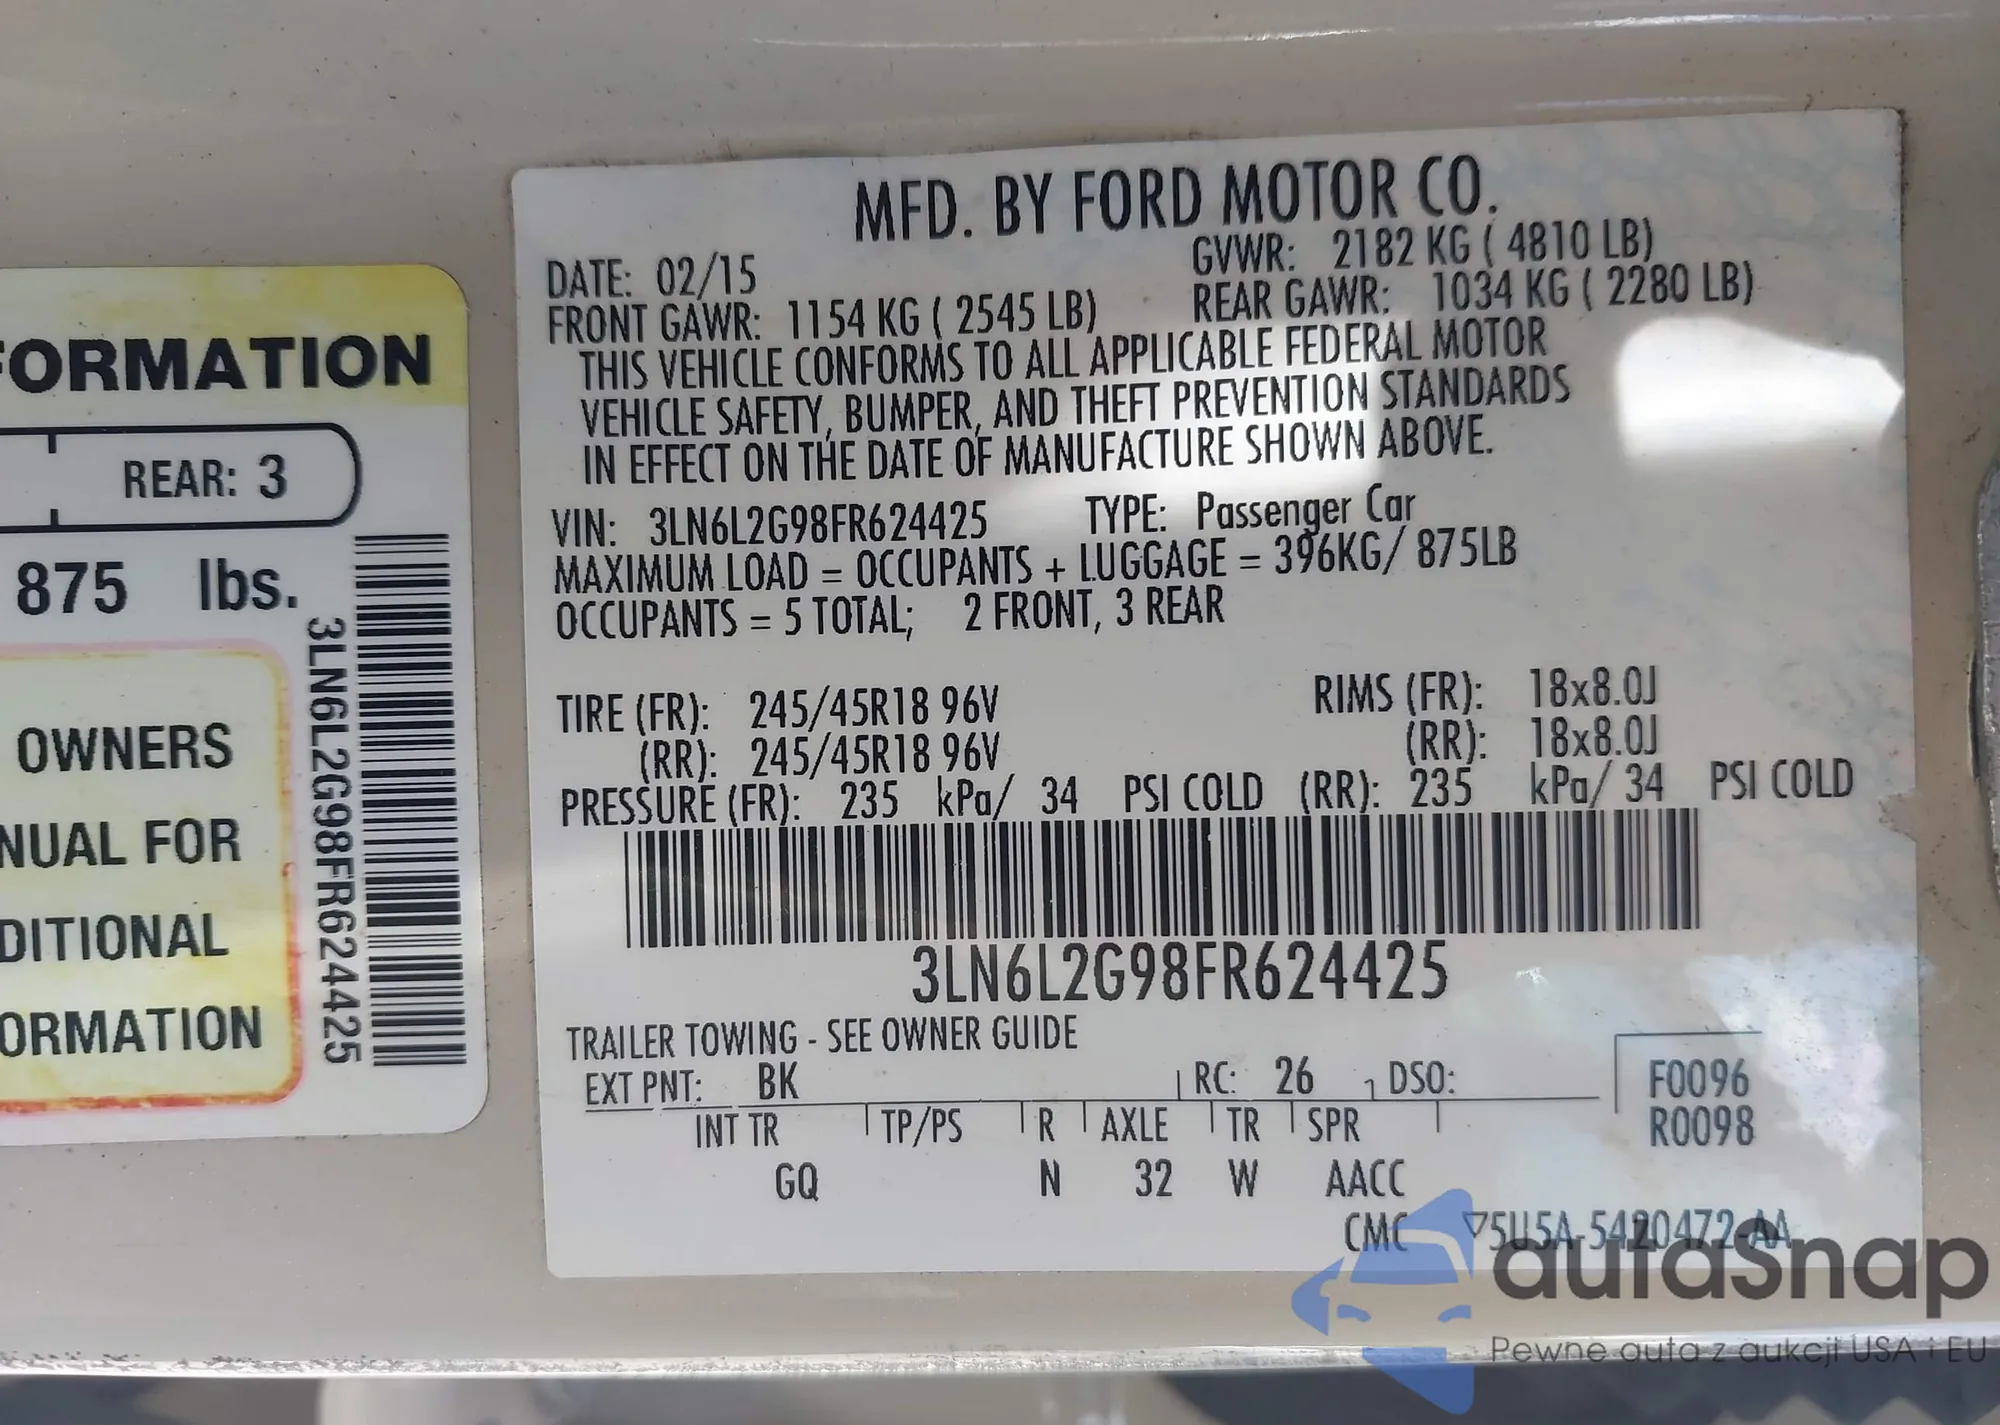 FORMATION
REAR: 3
875 lbs.
3LN6L2G98FR624425
OWNERS
NUAL FOR
DITIONAL
ORMATION
MFD. BY FORD MOTOR CO.
DATE: 02/15 GVWR: 2182 KG ( 4810 LB)
FRONT GAWR: 1154 KG ( 2545 LB) REAR GAWR: 1034 KG ( 2280 LB)
THIS VEHICLE CONFORMS TO ALL APPLICABLE FEDERAL MOTOR
VEHICLE SAFETY, BUMPER, AND THEFT PREVENTION STANDARDS
IN EFFECT ON THE DATE OF MANUFACTURE SHOWN ABOVE.
VIN: 3LN6L2G98FR624425 TYPE: Passenger Car
MAXIMUM LOAD = OCCUPANTS + LUGGAGE = 396KG/ 875LB
OCCUPANTS = 5 TOTAL; 2 FRONT, 3 REAR
TIRE (FR): 245/45R18 96V RIMS (FR): 18x8.0J
(RR): 245/45R18 96V (RR): 18x8.0J
PRESSURE (FR): 235 kPa/ 34 PSI COLD (RR): 235 kPa/ 34 PSI COLD
3LN6L2G98FR624425
TRAILER TOWING - SEE OWNER GUIDE
EXT PNT: BK RC: 26 DSO: F0096
INT TR TP/PS R AXLE TR SPR R0098
GQ N 32 W AACC
CMC ▽5U5A-5420472-AA
autaSnap
Pewne auta z aukcji USA i EU